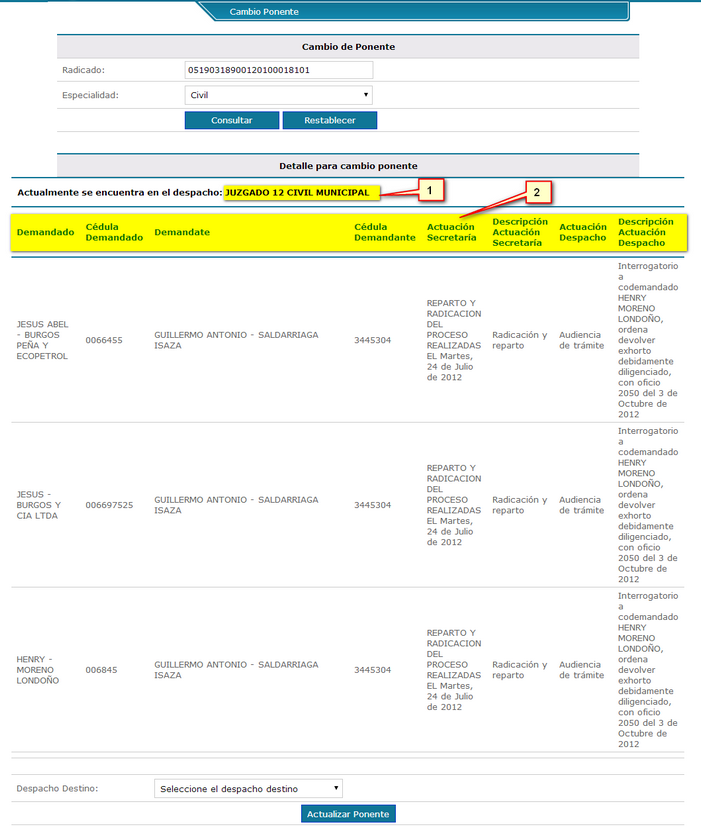 Cambio Ponente
Cambio de Ponente
Radicado: 05190318900120100018101
Especialidad: Civil
Consultar Restablecer
Detalle para cambio ponente
Actualmente se encuentra en el despacho: JUZGADO 12 CIVIL MUNICIPAL 1
2
Demandado
Cédula
Demandado
Demandate
Cédula
Demandante
Actuación
Secretaría
Descripción
Actuación
Secretaría
Actuación
Despacho
Descripción
Actuación
Despacho
JESUS ABEL
- BURGOS
PEÑA Y
ECOPETROL
0066455
GUILLERMO ANTONIO - SALDARRIAGA
ISAZA
3445304
REPARTO Y
RADICACION
DEL
PROCESO
REALIZADAS
EL Martes,
24 de Julio
de 2012
Radicación y
reparto
Audiencia
de trámite
Interrogatorio
a
codemandado
HENRY
MORENO
LONDOÑO,
ordena
devolver
exhorto
debidamente
diligenciado,
con oficio
2050 del 3 de
Octubre de
2012
JESUS -
BURGOS Y
CIA LTDA
006697525
GUILLERMO ANTONIO - SALDARRIAGA
ISAZA
3445304
REPARTO Y
RADICACION
DEL
PROCESO
REALIZADAS
EL Martes,
24 de Julio
de 2012
Radicación y
reparto
Audiencia
de trámite
Interrogatorio
a
codemandado
HENRY
MORENO
LONDOÑO,
ordena
devolver
exhorto
debidamente
diligenciado,
con oficio
2050 del 3 de
Octubre de
2012
HENRY -
MORENO
LONDOÑO
006845
GUILLERMO ANTONIO - SALDARRIAGA
ISAZA
3445304
REPARTO Y
RADICACION
DEL
PROCESO
REALIZADAS
EL Martes,
24 de Julio
de 2012
Radicación y
reparto
Audiencia
de trámite
Interrogatorio
a
codemandado
HENRY
MORENO
LONDOÑO,
ordena
devolver
exhorto
debidamente
diligenciado,
con oficio
2050 del 3 de
Octubre de
2012
Despacho Destino: Seleccione el despacho destino
Actualizar Ponente